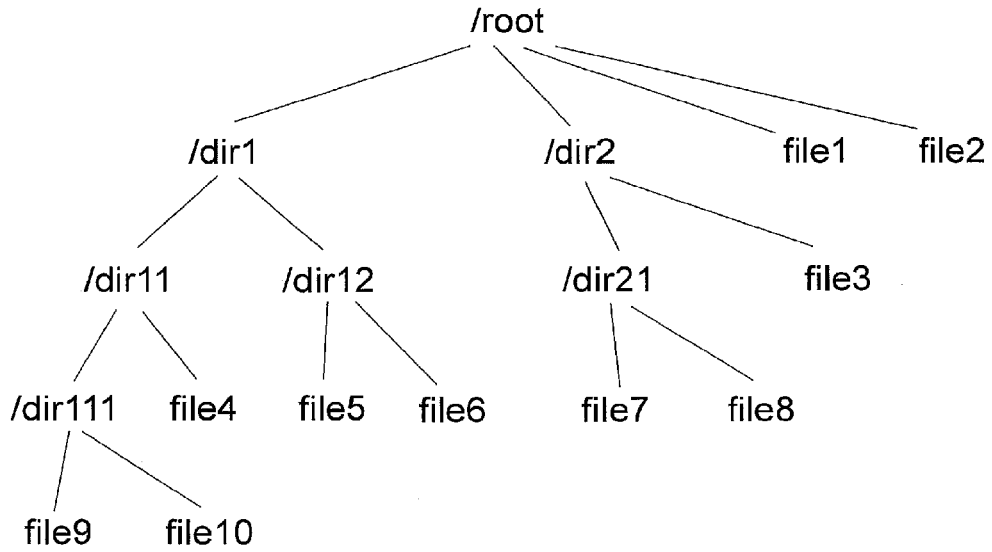 /root
/dir1 /dir2 file1 file2
/dir11 /dir12 /dir21 file3
/dir111 file4 file5 file6 file7 file8
file9 file10